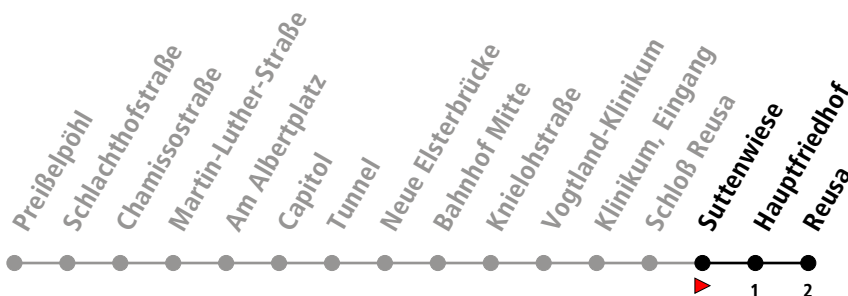 Preißelpöhl
Schlachthofstraße
Chamissostraße
Martin-Luther-Straße
Am Albertplatz
Capitol
Tunnel
Neue Elsterbrücke
Bahnhof Mitte
Knielohstraße
Vogtland-Klinikum
Klinikum, Eingang
Schloß Reusa
Suttenwiese
Hauptfriedhof
Reusa
1
2